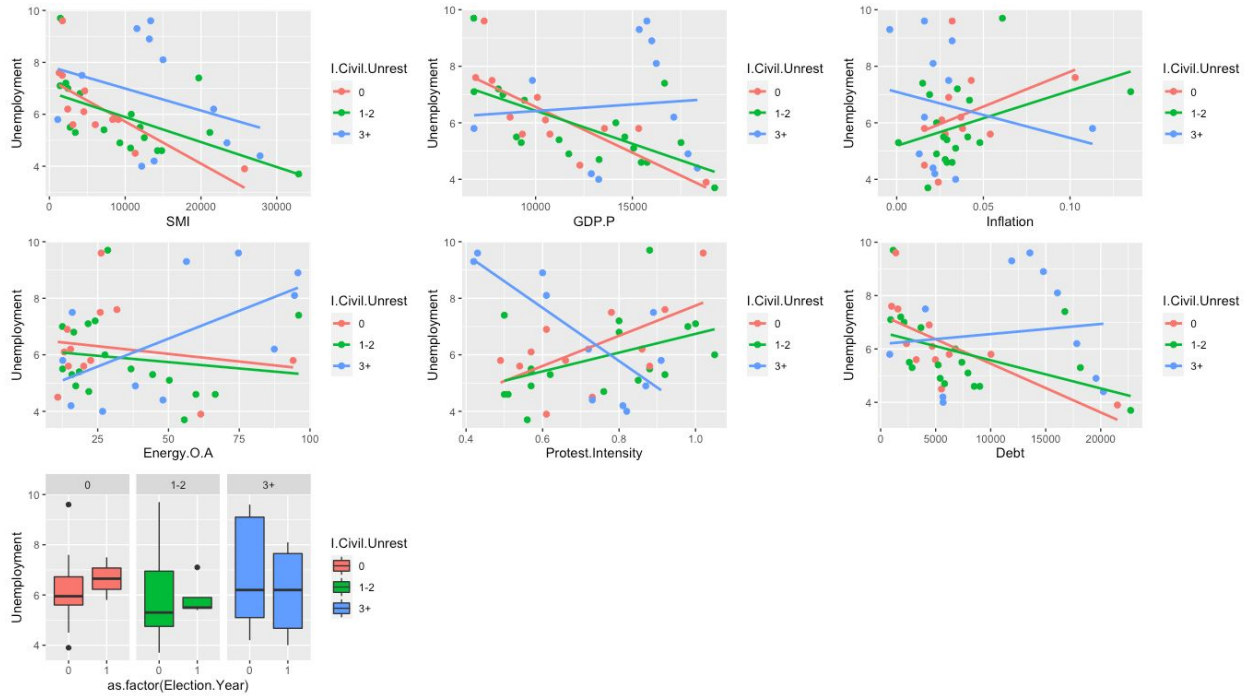 10
8
6
4
Unemployment
0 10000 20000 30000
SMI
I.Civil.Unrest
0
1-2
3+
10
8
6
4
Unemployment
10000 15000
GDP.P
I.Civil.Unrest
0
1-2
3+
10
8
6
4
Unemployment
0.00 0.05 0.10
Inflation
I.Civil.Unrest
0
1-2
3+
10
8
6
4
Unemployment
25 50 75 100
Energy.O.A
I.Civil.Unrest
0
1-2
3+
10
8
6
4
Unemployment
0.4 0.6 0.8 1.0
Protest.Intensity
I.Civil.Unrest
0
1-2
3+
10
8
6
4
Unemployment
0 5000 10000 15000 20000
Debt
I.Civil.Unrest
0
1-2
3+
0 1-2 3+
10
8
6
4
Unemployment
0 1 0 1 0 1
as.factor(Election.Year)
I.Civil.Unrest
0
1-2
3+